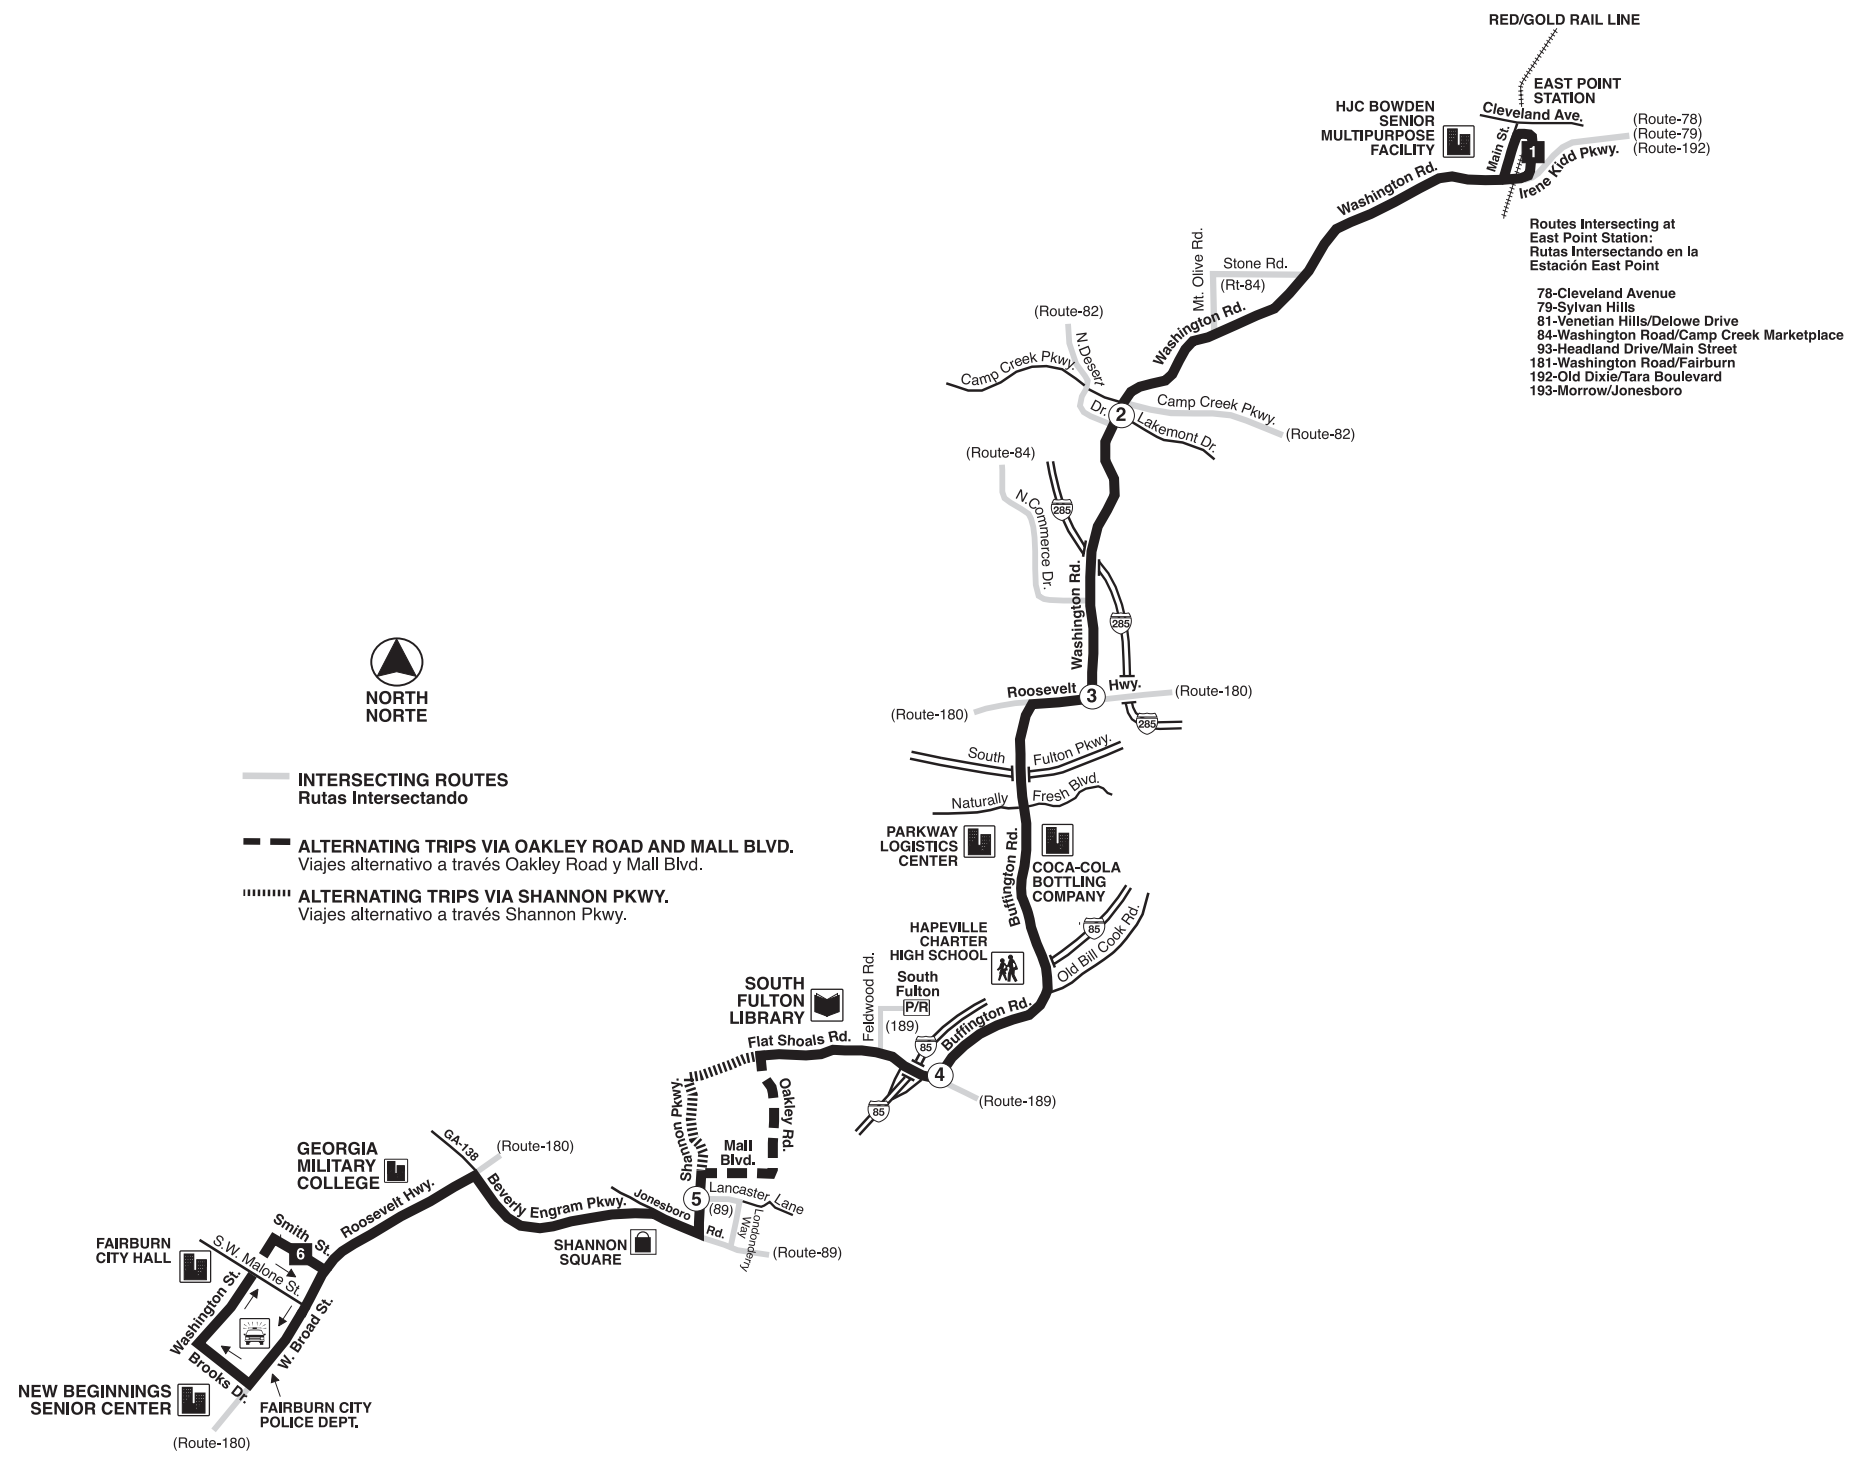 RED/GOLD RAIL LINE
EAST POINT
STATION
HJC BOWDEN
SENIOR
MULTIPURPOSE
FACILITY
Cleveland Ave.
Main St.
1
(Route-78)
(Route-79)
(Route-192)
Irene Kidd Pkwy.
Washington Rd.
Routes Intersecting at
East Point Station:
Rutas Intersectando en la
Estación East Point
78-Cleveland Avenue
79-Sylvan Hills
81-Venetian Hills/Delowe Drive
84-Washington Road/Camp Creek Marketplace
93-Headland Drive/Main Street
181-Washington Road/Fairburn
192-Old Dixie/Tara Boulevard
193-Morrow/Jonesboro
Mt. Olive Rd.
Stone Rd.
(Rt-84)
Washington Rd.
(Route-82)
N.Desert
Dr.
Camp Creek Pkwy.
2
Camp Creek Pkwy.
Lakemont Dr.
(Route-82)
(Route-84)
N.Commerce Dr.
285
Washington Rd.
285
Roosevelt
3
Hwy.
(Route-180)
(Route-180)
285
NORTH
NORTE
South
Fulton Pkwy.
Naturally
Fresh Blvd.
INTERSECTING ROUTES
Rutas Intersectando
ALTERNATING TRIPS VIA OAKLEY ROAD AND MALL BLVD.
Viajes alternativo a través Oakley Road y Mall Blvd.
ALTERNATING TRIPS VIA SHANNON PKWY.
Viajes alternativo a través Shannon Pkwy.
PARKWAY
LOGISTICS
CENTER
Buffington Rd.
COCA-COLA
BOTTLING
COMPANY
85
Old Bill Cook Rd.
HAPEVILLE
CHARTER
HIGH SCHOOL
South
Fulton
P/R
Feldwood Rd.
(189)
85
Buffington Rd.
SOUTH
FULTON
LIBRARY
Flat Shoals Rd.
4
(Route-189)
85
Shannon Pkwy.
Oakley Rd.
Mall
Blvd.
Shannon
5
Lancaster Lane
(89)
Londonderry
Way
Jonesboro
Rd.
(Route-89)
SHANNON
SQUARE
GA-138
(Route-180)
Beverly Engram Pkwy.
GEORGIA
MILITARY
COLLEGE
Roosevelt Hwy.
Smith St.
6
S.W. Malone St.
FAIRBURN
CITY HALL
Washington St.
W. Broad St.
Brooks Dr.
NEW BEGINNINGS
SENIOR CENTER
FAIRBURN CITY
POLICE DEPT.
(Route-180)